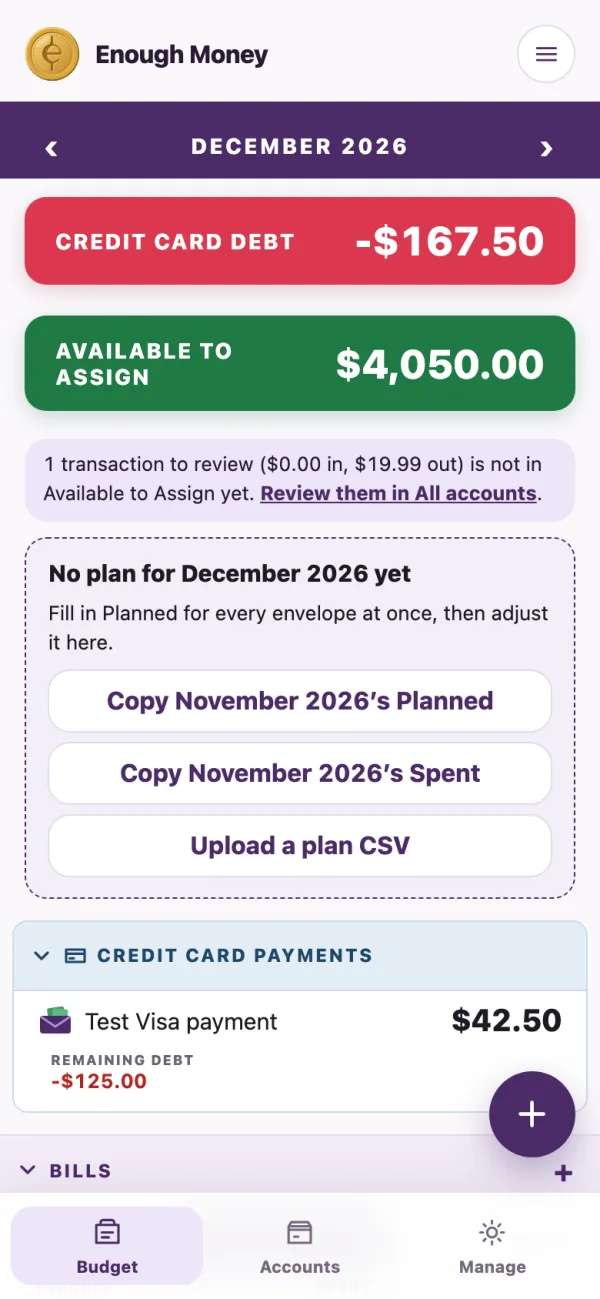 Enough Money
DECEMBER 2026
CREDIT CARD DEBT
-$167.50
AVAILABLE TO
ASSIGN
$4,050.00
1 transaction to review ($0.00 in, $19.99 out) is not in
Available to Assign yet. Review them in All accounts.
No plan for December 2026 yet
Fill in Planned for every envelope at once, then adjust
it here.
Copy November 2026’s Planned
Copy November 2026’s Spent
Upload a plan CSV
CREDIT CARD PAYMENTS
Test Visa payment
$42.50
REMAINING DEBT
-$125.00
BILLS
Budget
Accounts
Manage